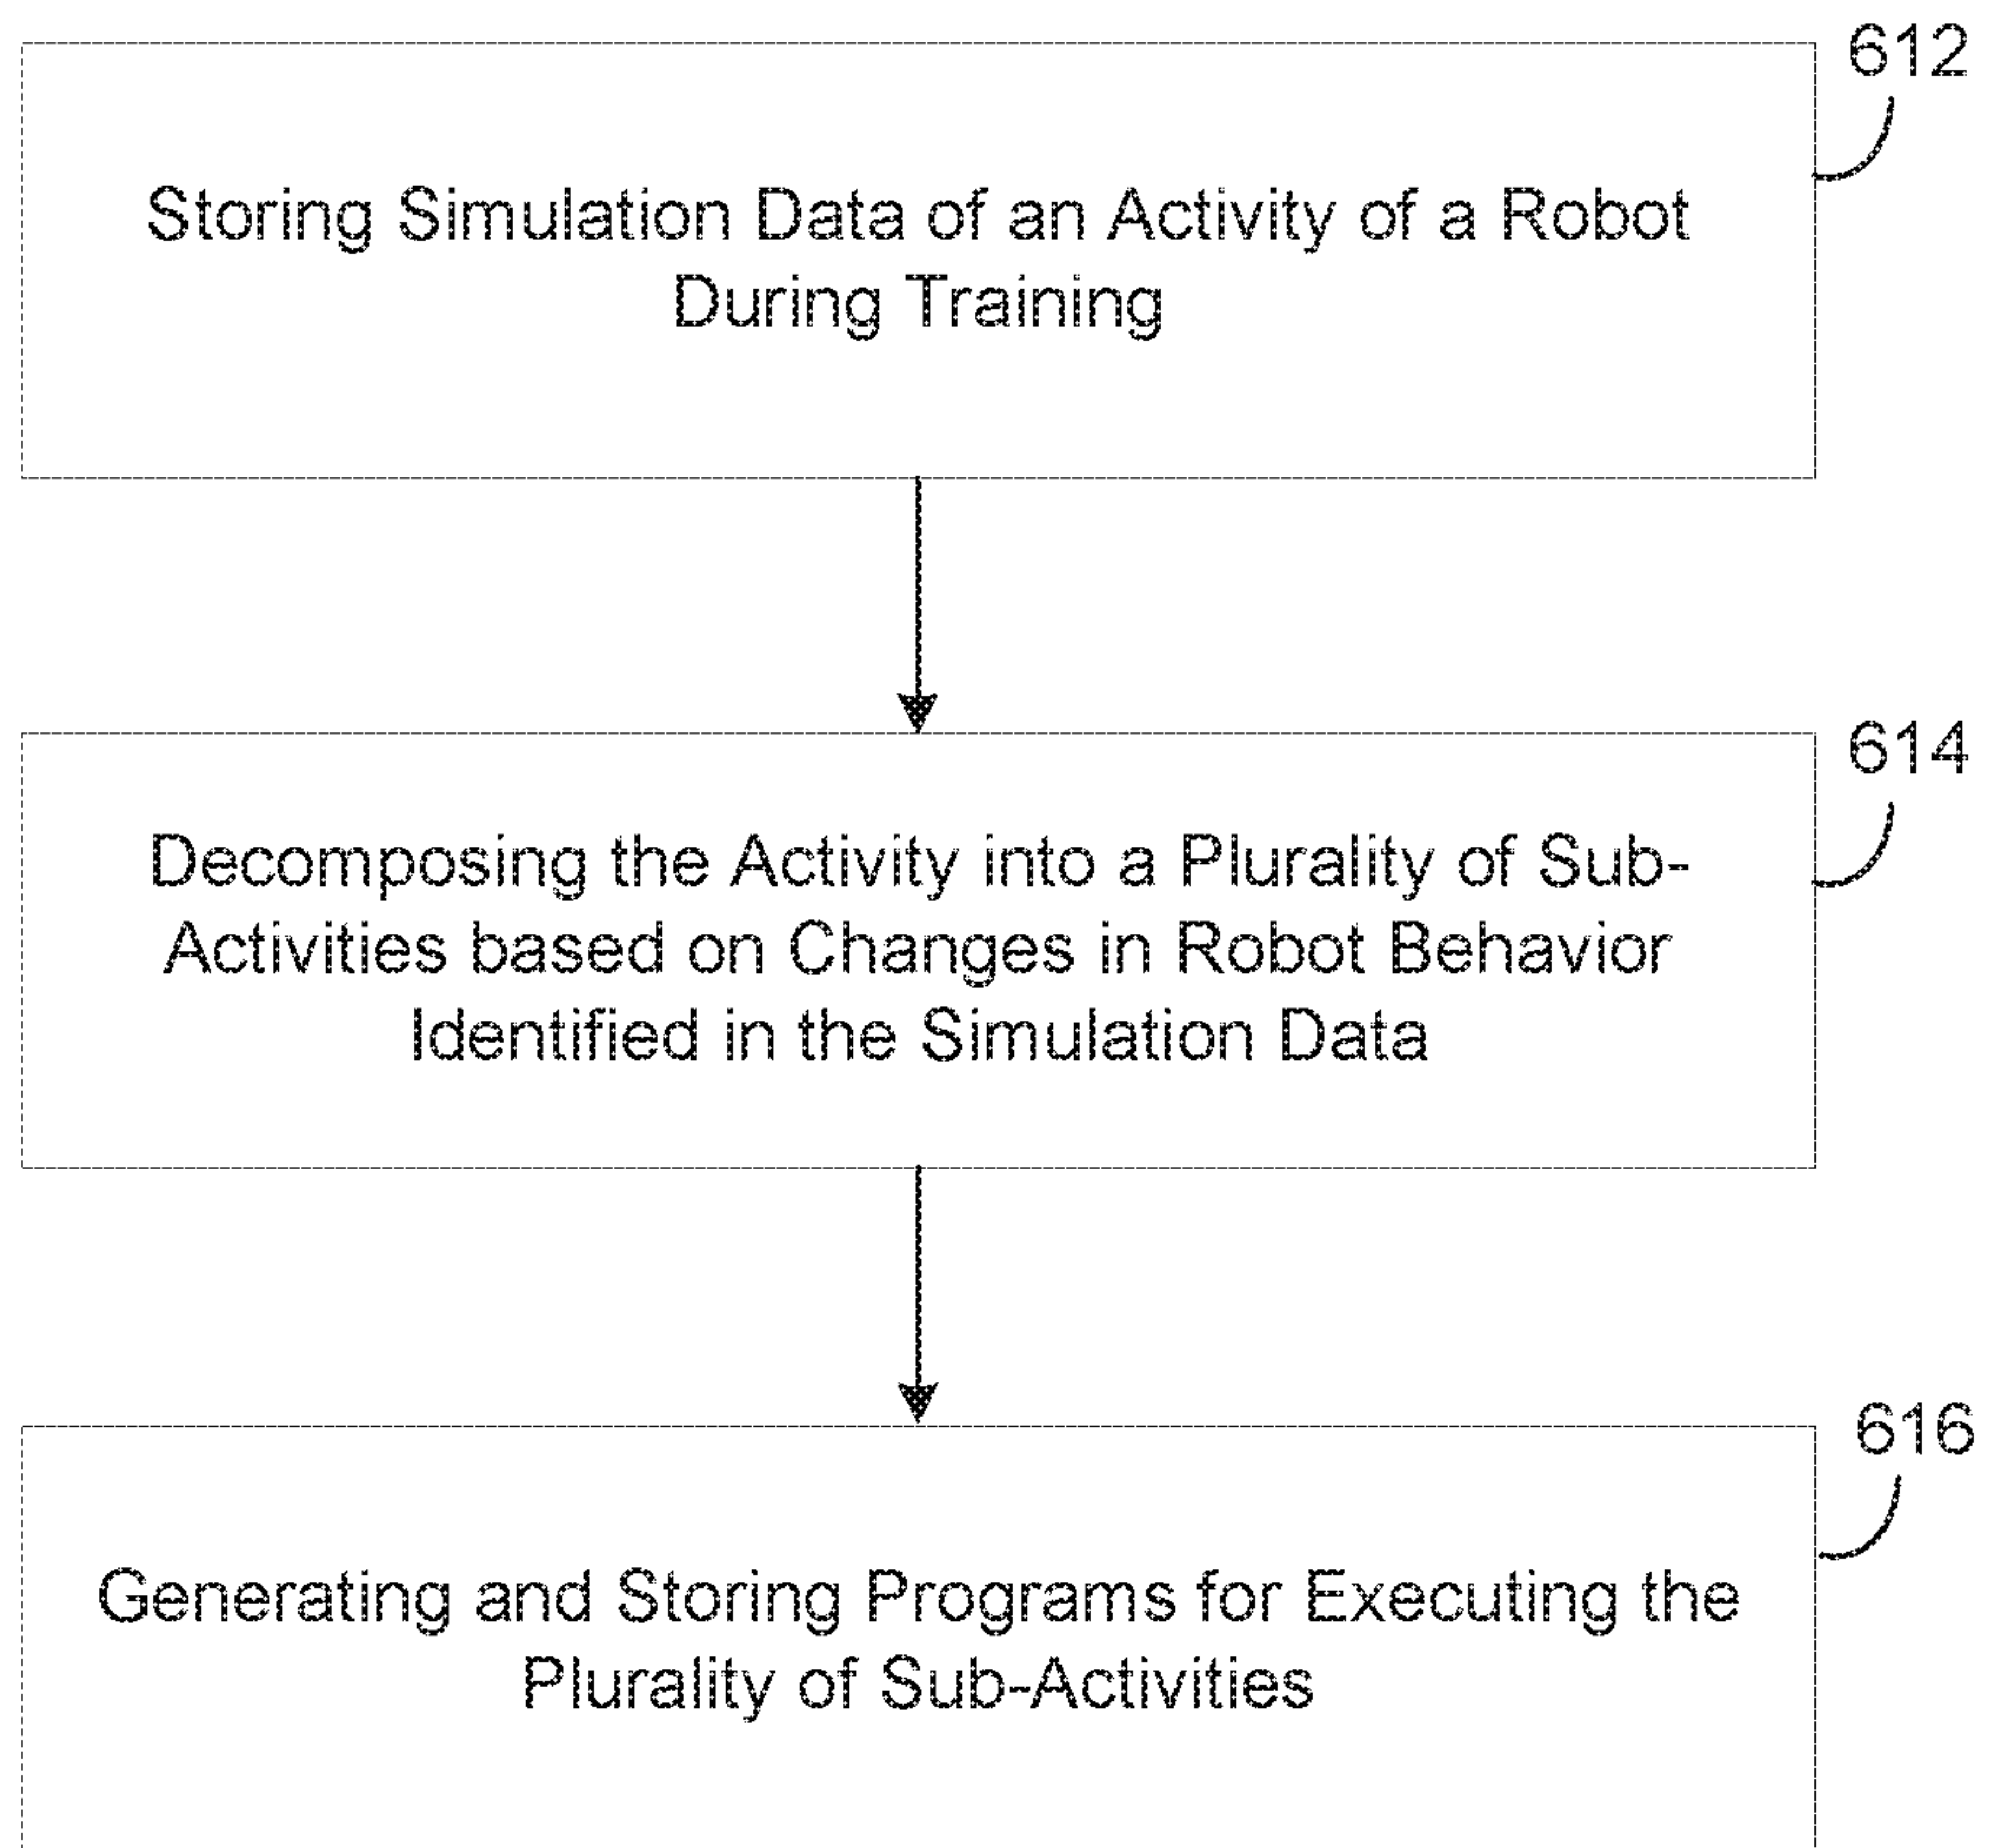 612
Storing Simulation Data of an Activity of a Robot
During Training
614
Decomposing the Activity into a Plurality of Sub-
Activities based on Changes in Robot Behavior
Identified in the Simulation Data
616
Generating and Storing Programs for Executing the
Plurality of Sub-Activities